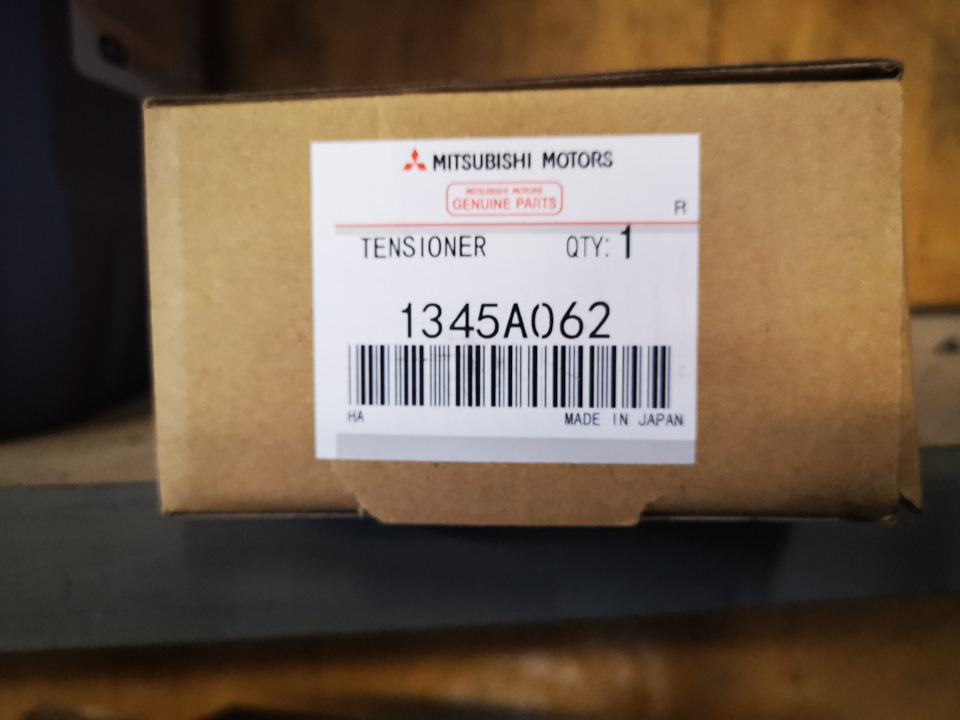 MITSUBISHI MOTORS
MITSUBISHI MOTORS
GENUINE PARTS
R
TENSIONER QTY: 1
1345A062
HA MADE IN JAPAN